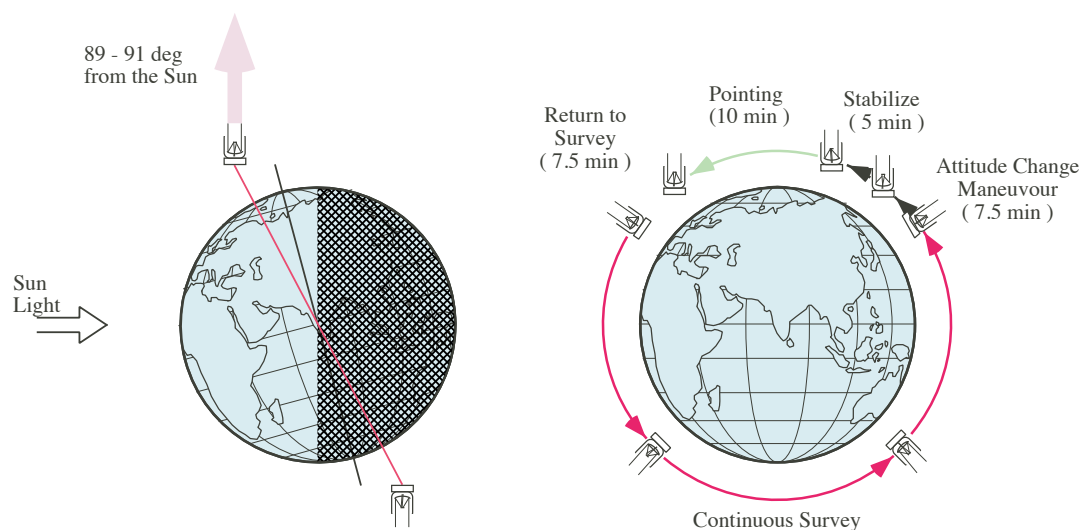 89 - 91 deg
from the Sun
Sun
Light
Pointing
(10 min )
Stabilize
( 5 min )
Return to
Survey
( 7.5 min )
Attitude Change
Maneuvour
( 7.5 min )
Continuous Survey